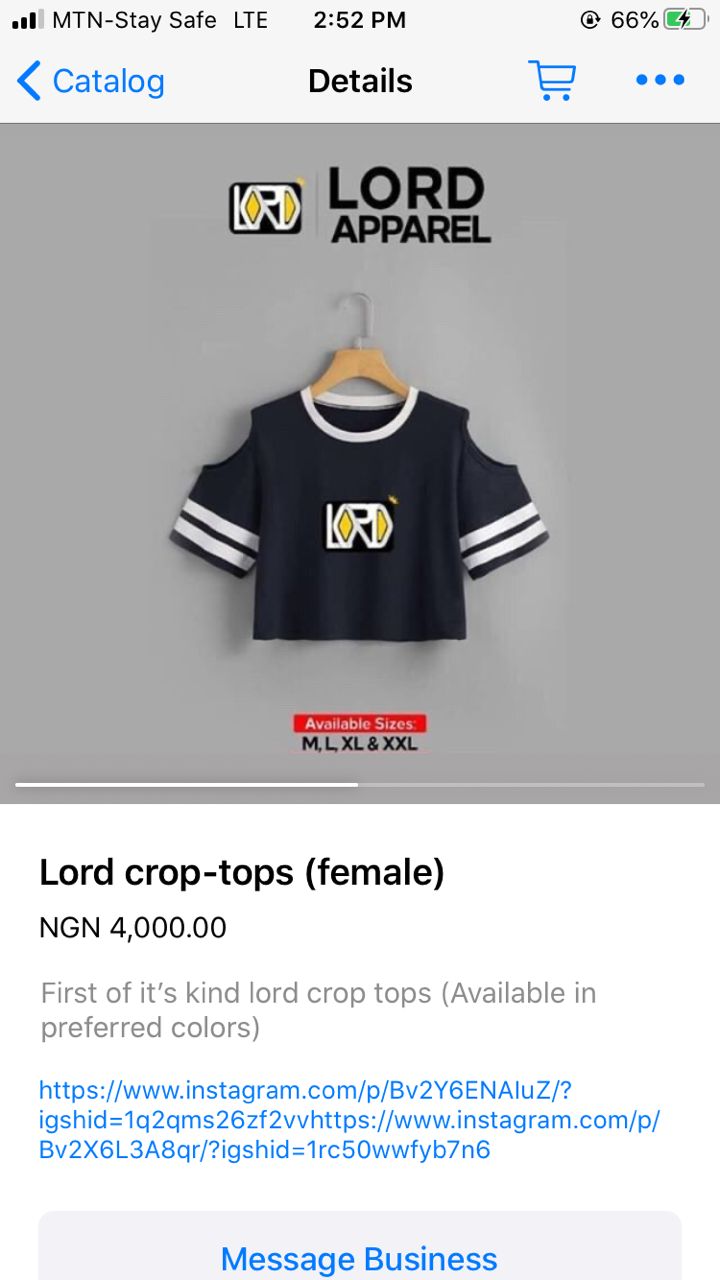 MTN-Stay Safe LTE 2:52 PM 66%
Catalog Details
LORD LORD
APPAREL
LORD
Available Sizes:
M, L, XL & XXL
Lord crop-tops (female)
NGN 4,000.00
First of it’s kind lord crop tops (Available in
preferred colors)
https://www.instagram.com/p/Bv2Y6ENAIuZ/?
igshid=1q2qms26zf2vvhttps://www.instagram.com/p/
Bv2X6L3A8qr/?igshid=1rc50wwfyb7n6
Message Business